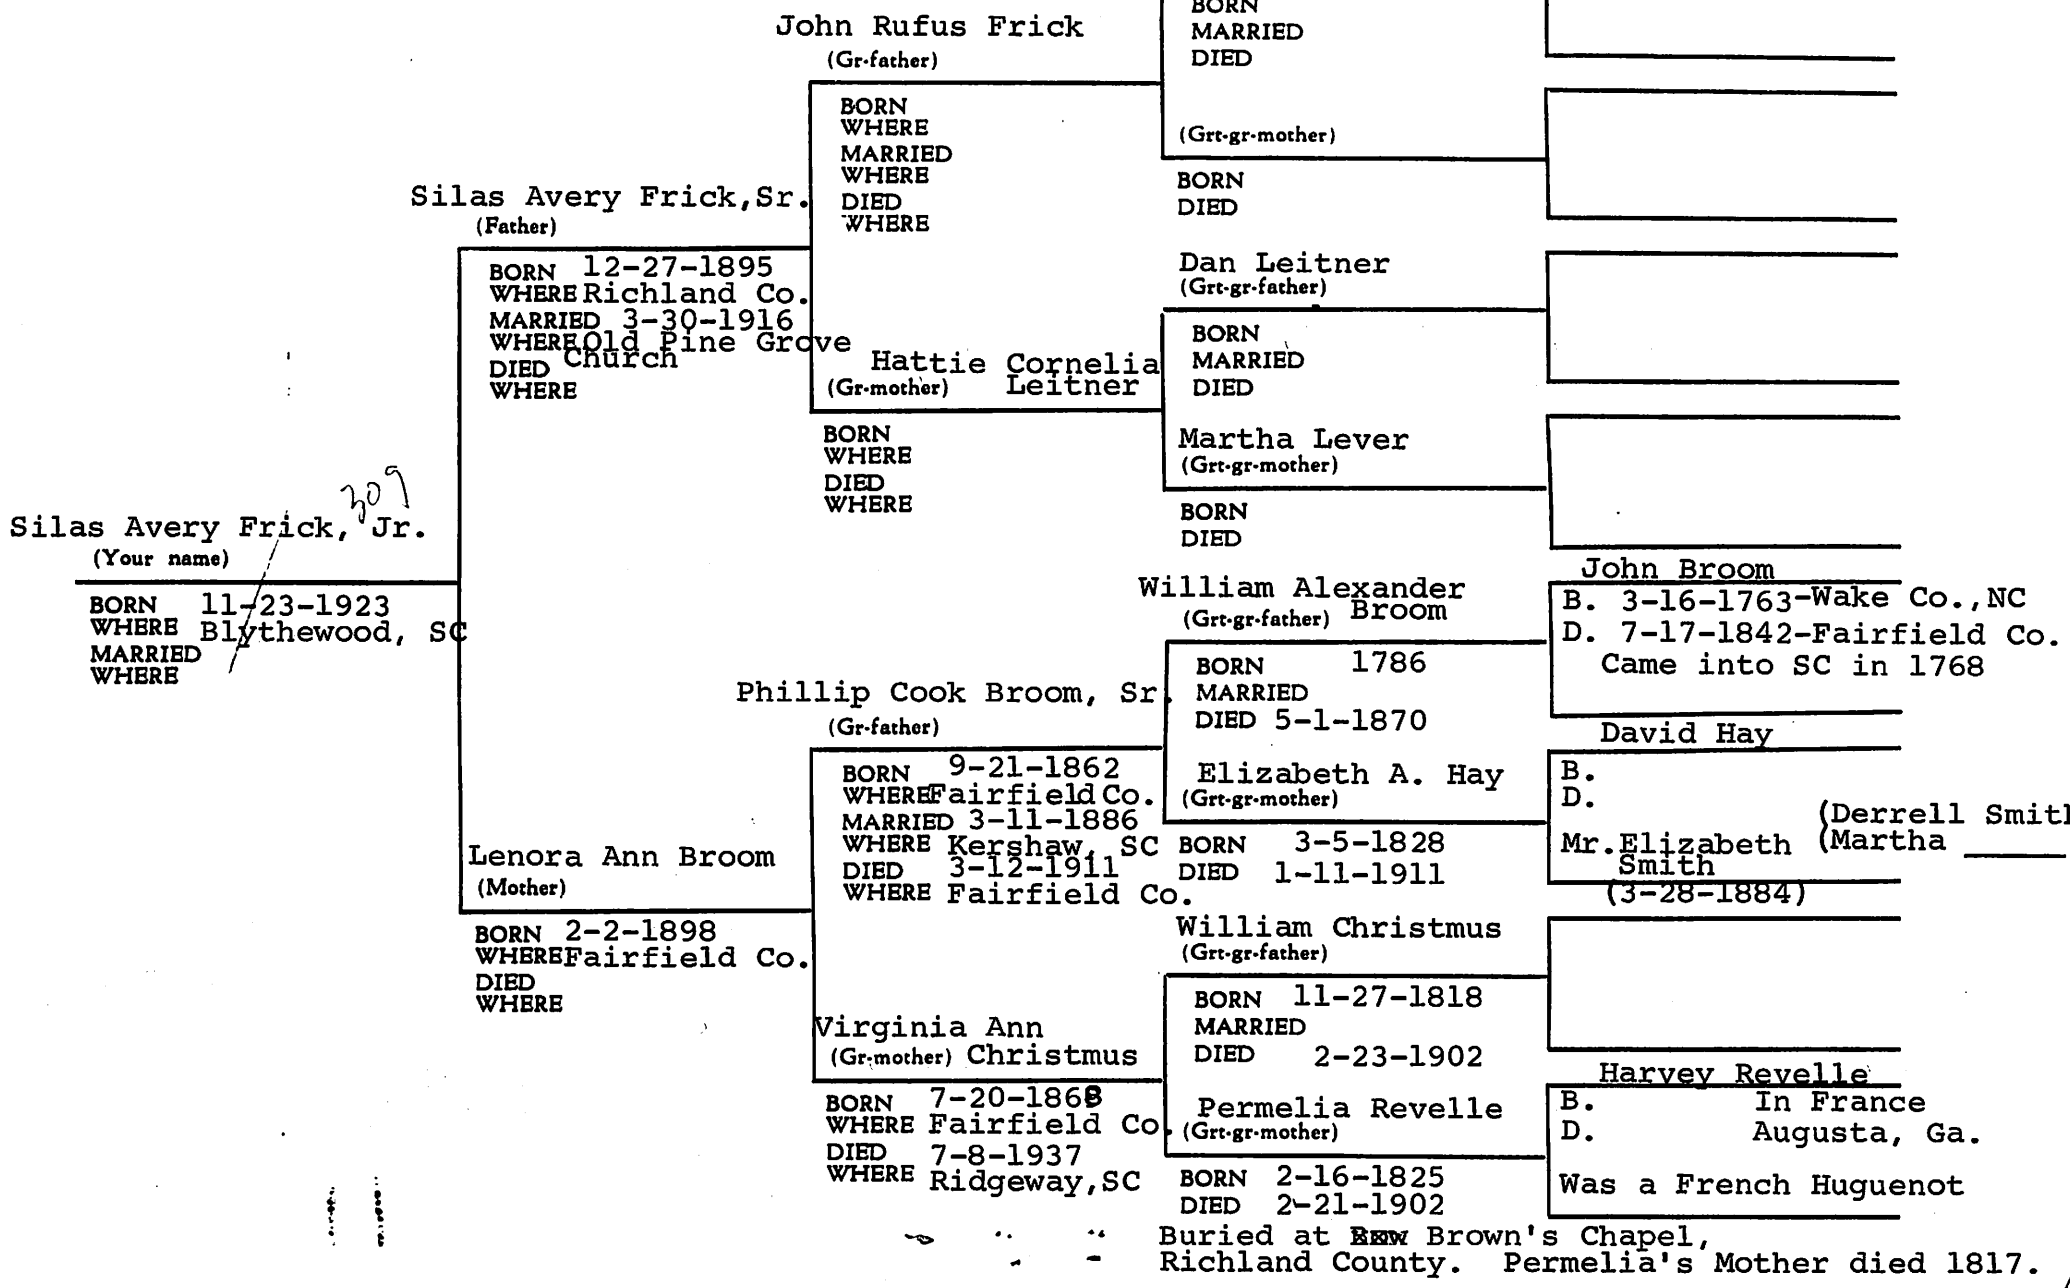 BORN
MARRIED
DIED
John Rufus Frick
(Gr-father)
BORN
WHERE
MARRIED
WHERE
DIED
WHERE
(Grt-gr-mother)
BORN
DIED
Silas Avery Frick,Sr.
(Father)
BORN 12-27-1895
WHERE Richland Co.
MARRIED 3-30-1916
WHERE Old Pine Grove
Church
DIED
WHERE
Dan Leitner
(Grt-gr-father)
BORN
MARRIED
DIED
Hattie Cornelia
(Gr-mother) Leitner
BORN
WHERE
DIED
WHERE
Martha Lever
(Grt-gr-mother)
BORN
DIED
309
Silas Avery Frick, Jr.
(Your name)
BORN 11-23-1923
WHERE Blythewood, SC
MARRIED
WHERE
William Alexander
(Grt-gr-father) Broom
BORN 1786
MARRIED
DIED 5-1-1870
John Broom
B. 3-16-1763-Wake Co.,NC
D. 7-17-1842-Fairfield Co.
Came into SC in 1768
Phillip Cook Broom, Sr.
(Gr-father)
BORN 9-21-1862
WHERE Fairfield Co.
MARRIED 3-11-1886
WHERE Kershaw, SC
DIED 3-12-1911
WHERE Fairfield Co.
Elizabeth A. Hay
(Grt-gr-mother)
BORN 3-5-1828
DIED 1-11-1911
David Hay
B.
D.
(Derrell Smith
Mr.Elizabeth (Martha ____
Smith
(3-28-1884)
Lenora Ann Broom
(Mother)
BORN 2-2-1898
WHERE Fairfield Co.
DIED
WHERE
William Christmus
(Grt-gr-father)
BORN 11-27-1818
MARRIED
DIED 2-23-1902
Virginia Ann
(Gr-mother) Christmus
BORN 7-20-1868
WHERE Fairfield Co.
DIED 7-8-1937
WHERE Ridgeway,SC
Permelia Revelle
(Grt-gr-mother)
BORN 2-16-1825
DIED 2-21-1902
Harvey Revelle
B. In France
D. Augusta, Ga.
Was a French Huguenot
Buried at Brown's Chapel,
Richland County. Permelia's Mother died 1817.